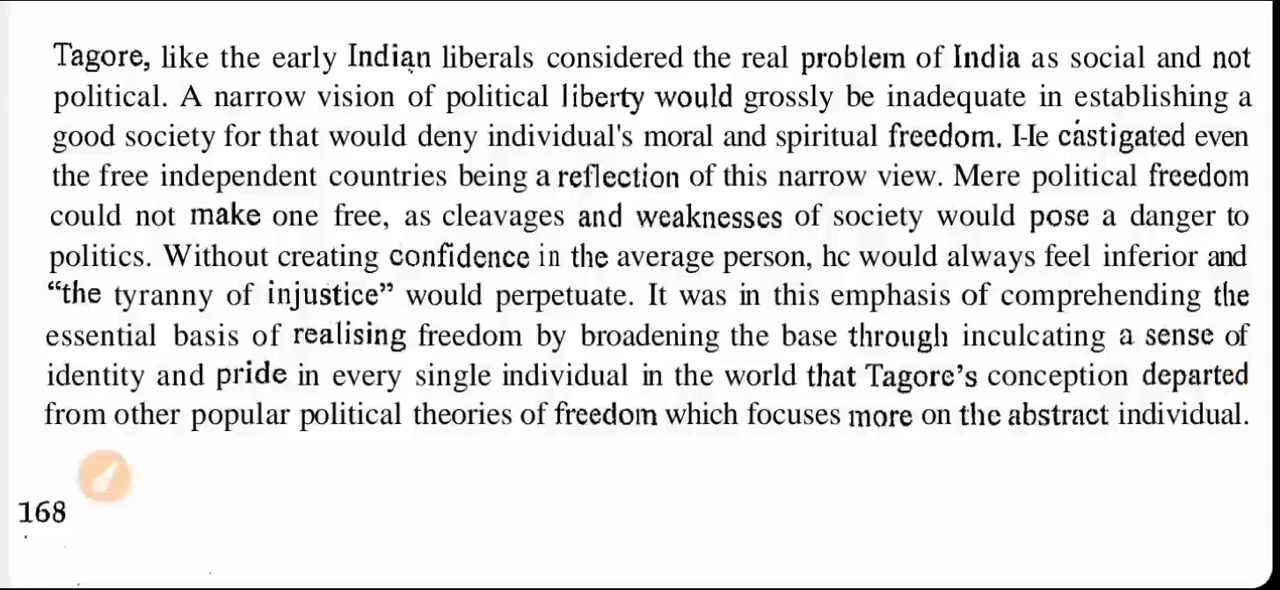 Tagore, like the early Indian liberals considered the real problem of India as social and not
political. A narrow vision of political liberty would grossly be inadequate in establishing a
good society for that would deny individual's moral and spiritual freedom. He castigated even
the free independent countries being a reflection of this narrow view. Mere political freedom
could not make one free, as cleavages and weaknesses of society would pose a danger to
politics. Without creating confidence in the average person, hc would always feel inferior and
“the tyranny of injustice” would perpetuate. It was in this emphasis of comprehending the
essential basis of realising freedom by broadening the base through inculcating a sense of
identity and pride in every single individual in the world that Tagore’s conception departed
from other popular political theories of freedom which focuses more on the abstract individual.
168